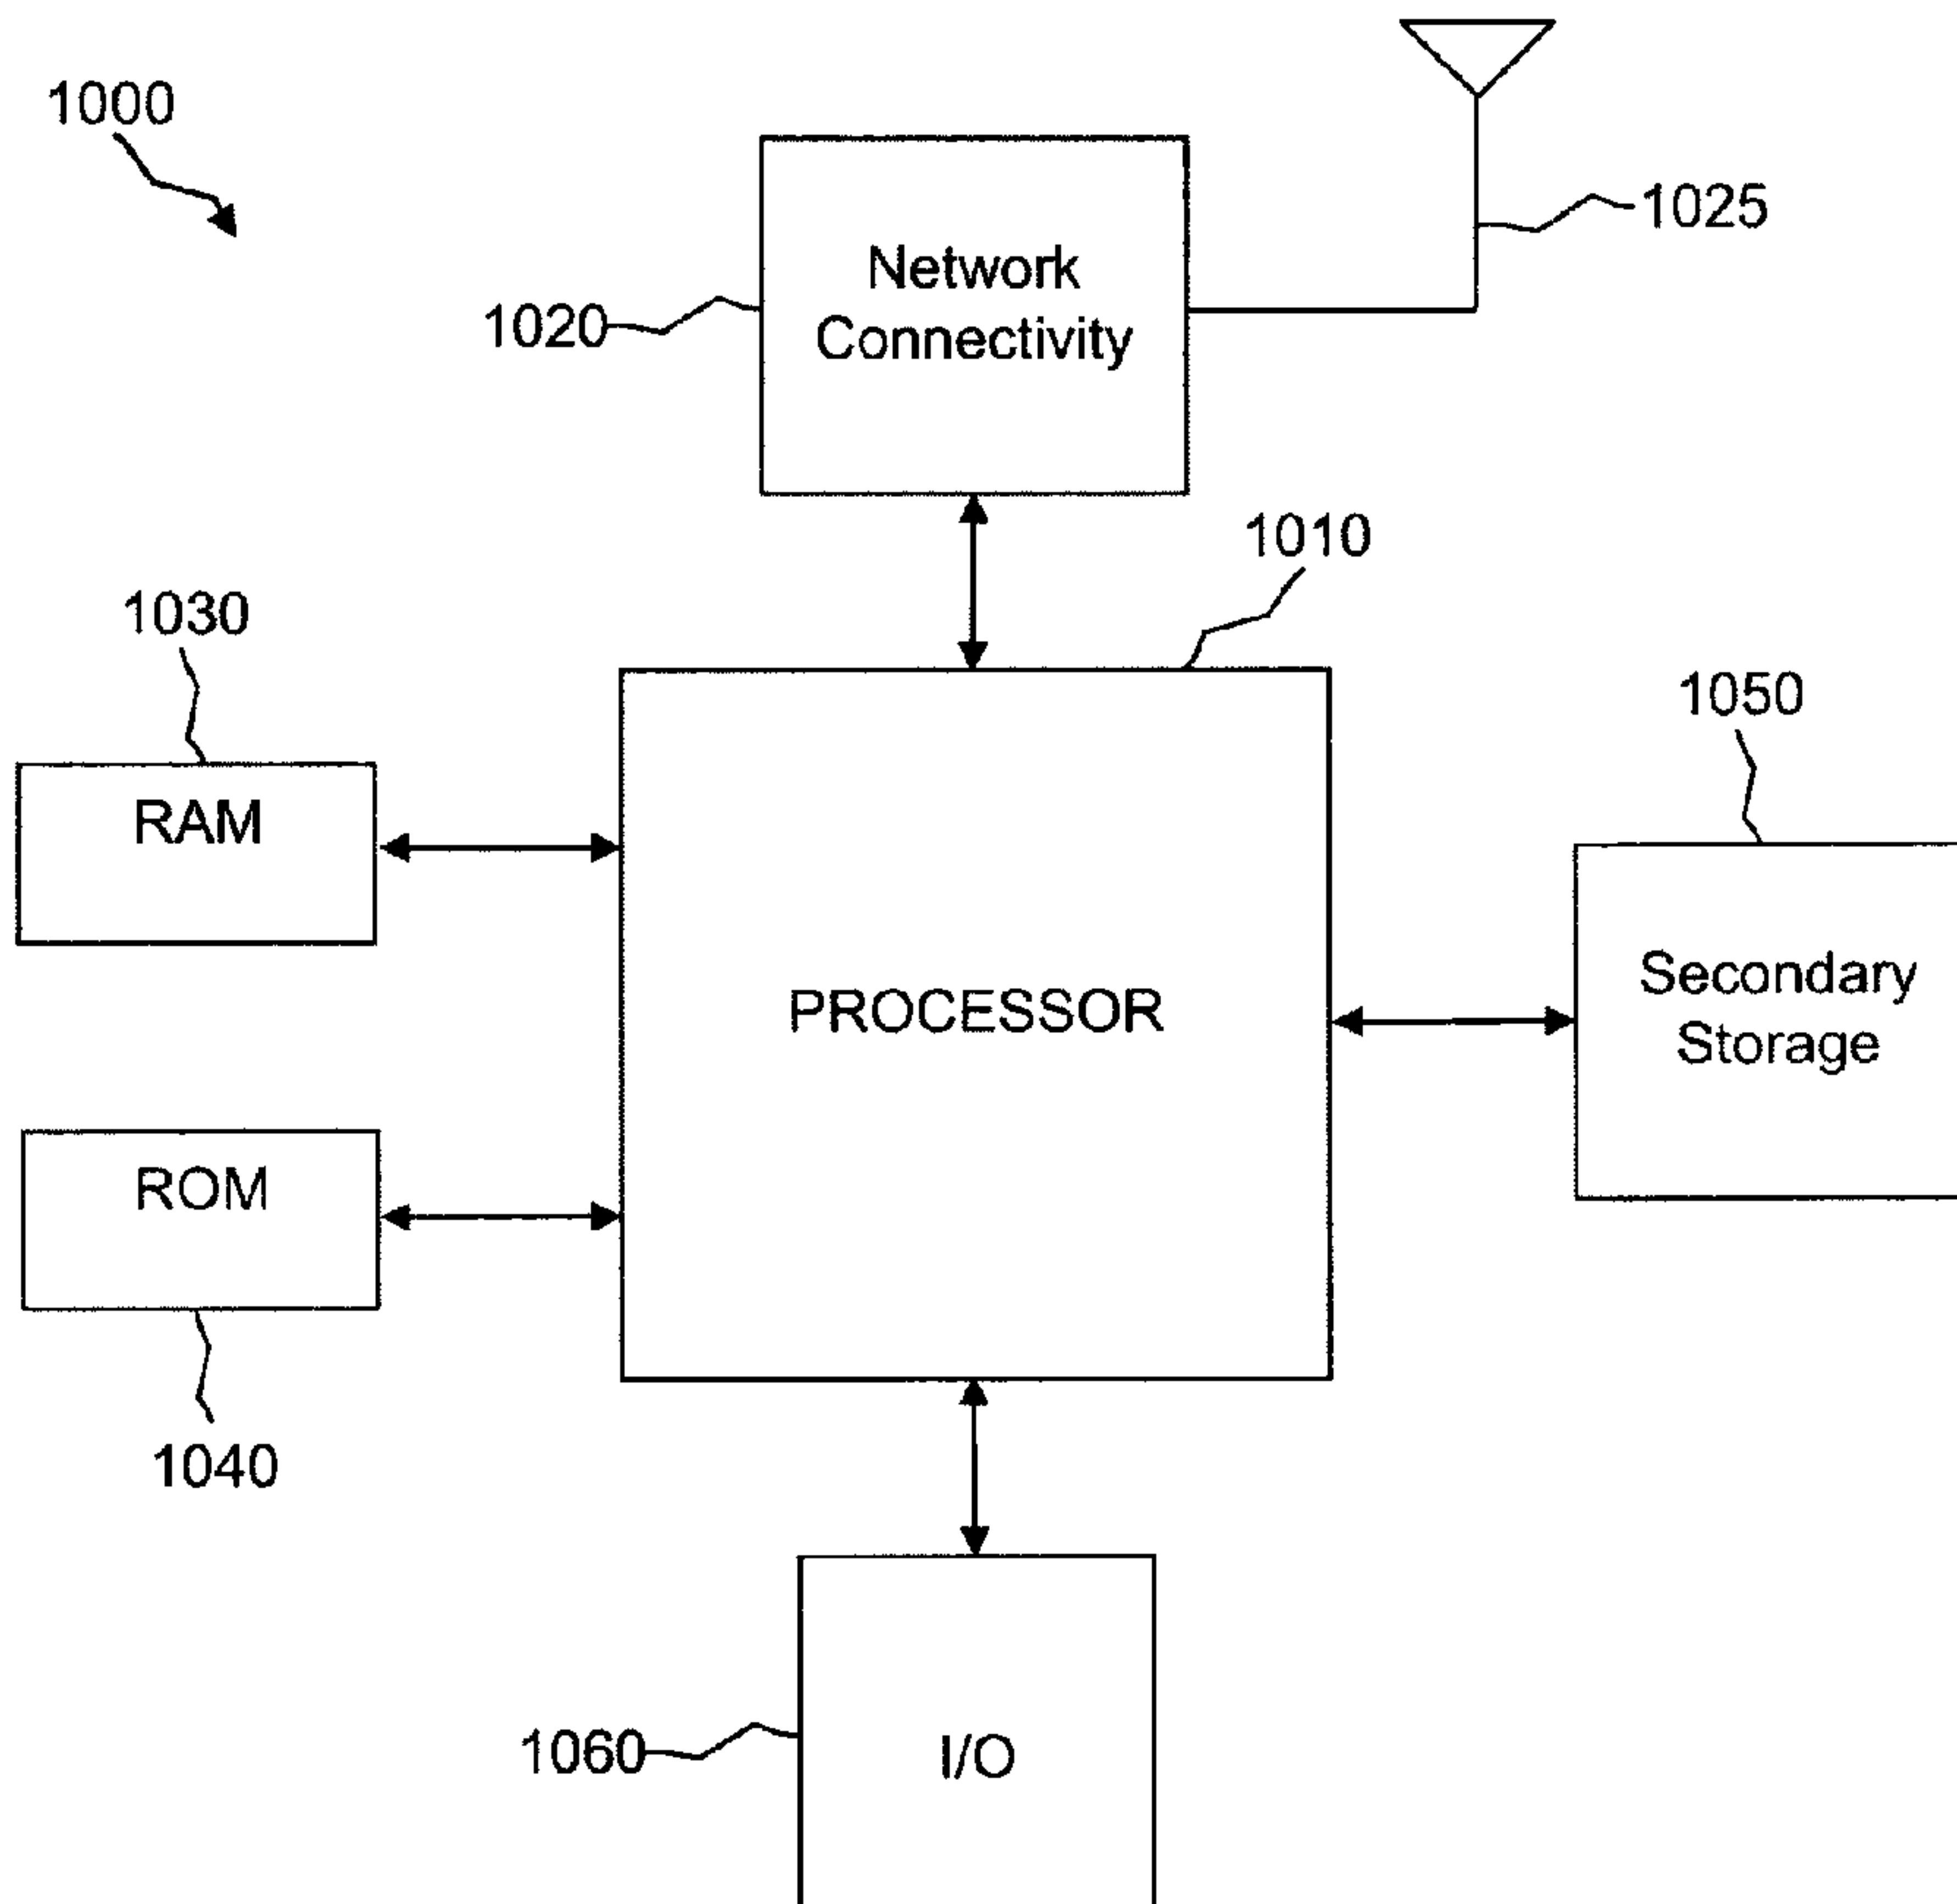 1000
1025
Network
Connectivity
1020
1010
1030
1050
RAM
Secondary
Storage
PROCESSOR
ROM
1040
1060
I/O